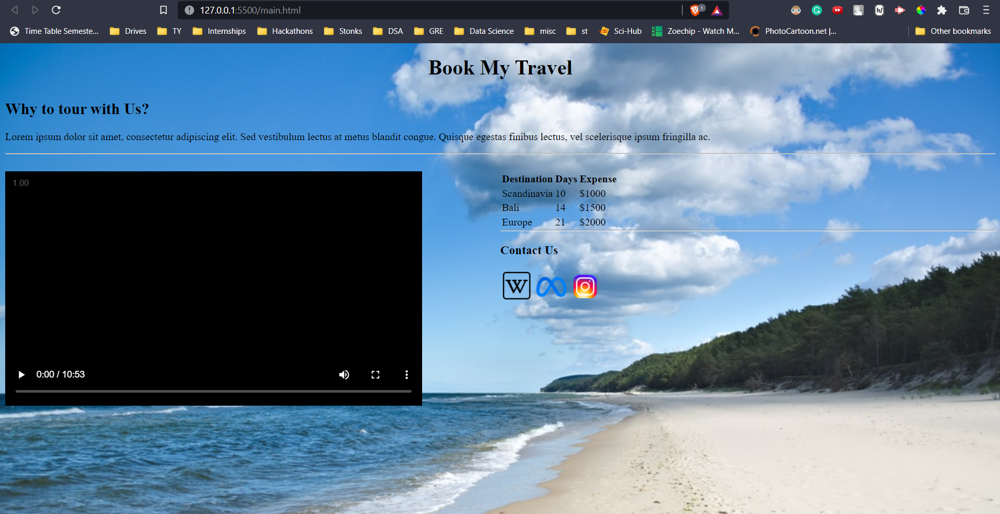 127.0.0.1:5500/main.html
1
Time Table Semeste... Drives TY Internships Hackathons Stonks DSA GRE Data Science misc st Sci-Hub Zoechip - Watch M... PhotoCartoon.net |... Other bookmarks
Book My Travel
Why to tour with Us?
Lorem ipsum dolor sit amet, consectetur adipiscing elit. Sed vestibulum lectus at metus blandit congue. Quisque egestas finibus lectus, vel scelerisque ipsum fringilla ac.
1.00
0:00 / 10:53
Destination Days Expense
Scandinavia 10 $1000
Bali 14 $1500
Europe 21 $2000
Contact Us
W